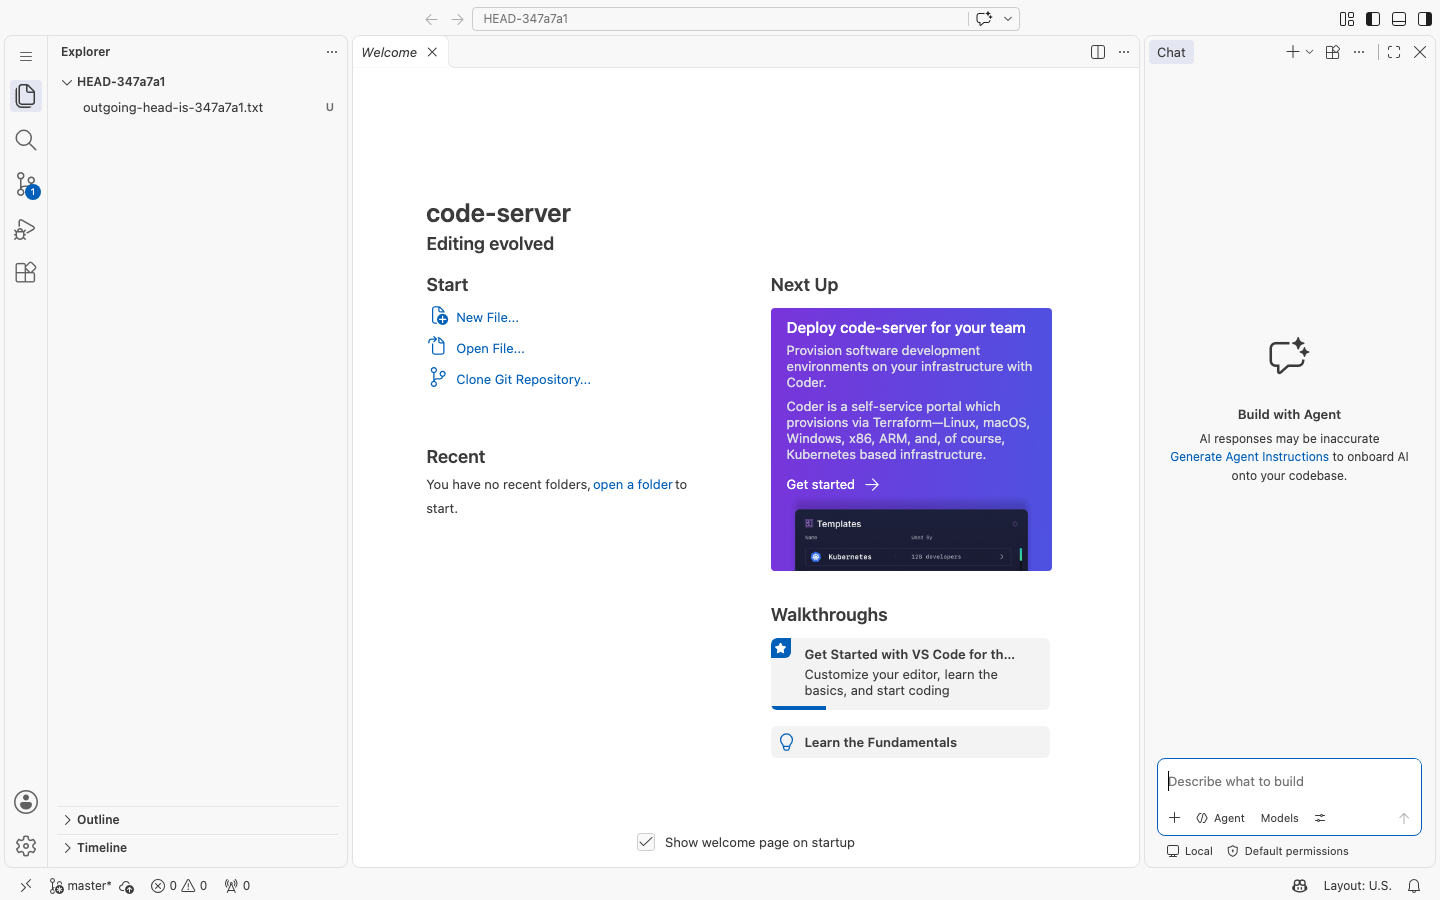 HEAD-347a7a1
Explorer
HEAD-347a7a1
outgoing-head-is-347a7a1.txt
U
1
Outline
Timeline
Welcome
code-server
Editing evolved
Start
New File...
Open File...
Clone Git Repository...
Recent
You have no recent folders, open a folder to
start.
Next Up
Deploy code-server for your team
Provision software development
environments on your infrastructure with
Coder.
Coder is a self-service portal which
provisions via Terraform—Linux, macOS,
Windows, x86, ARM, and, of course,
Kubernetes based infrastructure.
Get started
Templates
Name
Used By
Kubernetes
128 developers
Walkthroughs
Get Started with VS Code for th...
Customize your editor, learn the
basics, and start coding
Learn the Fundamentals
Show welcome page on startup
Chat
Build with Agent
AI responses may be inaccurate
Generate Agent Instructions to onboard AI
onto your codebase.
Describe what to build
Agent
Models
Local
Default permissions
master*
0
0
0
Layout: U.S.